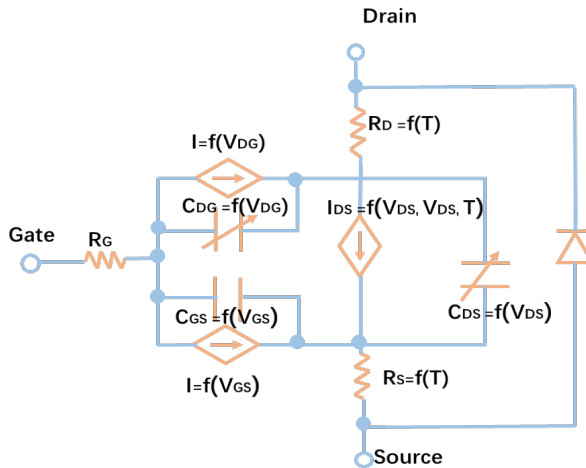 Drain
RD =f(T)
I=f(VDG)
CDG =f(VDG)
IDS=f(VDS, VDS, T)
Gate
RG
CGS=f(VGS)
CDS=f(VDS)
I=f(VGS)
RS=f(T)
Source